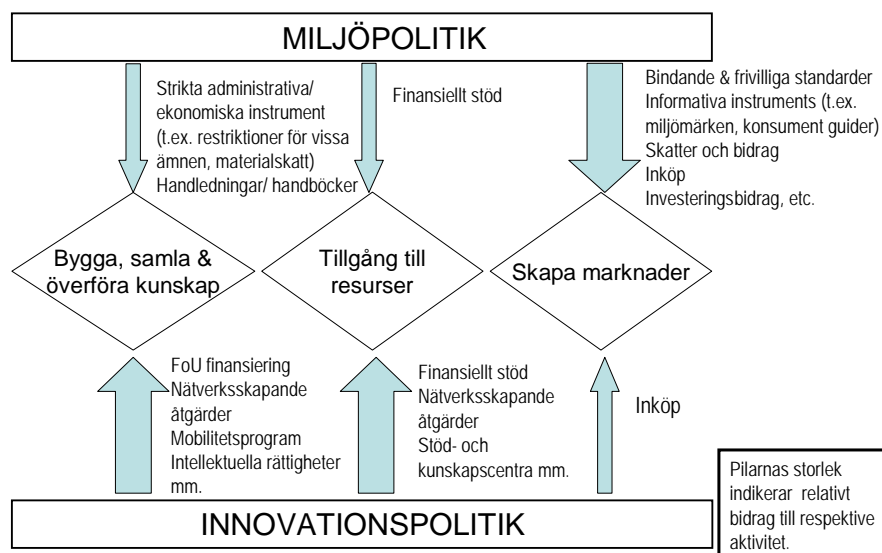 MILJÖPOLITIK
Strikta administrativa/
ekonomiska instrument
(t.ex. restriktioner för vissa
ämnen, materialskatt)
Handledningar/ handböcker
Finansiellt stöd
Bindande & frivilliga standarder
Informativa instruments (t.ex.
miljömärken, konsument guider)
Skatter och bidrag
Inköp
Investeringsbidrag, etc.
Bygga, samla &
överföra kunskap
Tillgång till
resurser
Skapa marknader
FoU finansiering
Nätverksskapande
åtgärder
Mobilitetsprogram
Intellektuella rättigheter
mm.
Finansiellt stöd
Nätverksskapande
åtgärder
Stöd- och
kunskapscentra mm.
Inköp
INNOVATIONSPOLITIK
Pilarnas storlek
indikerar relativt
bidrag till respektive
aktivitet.